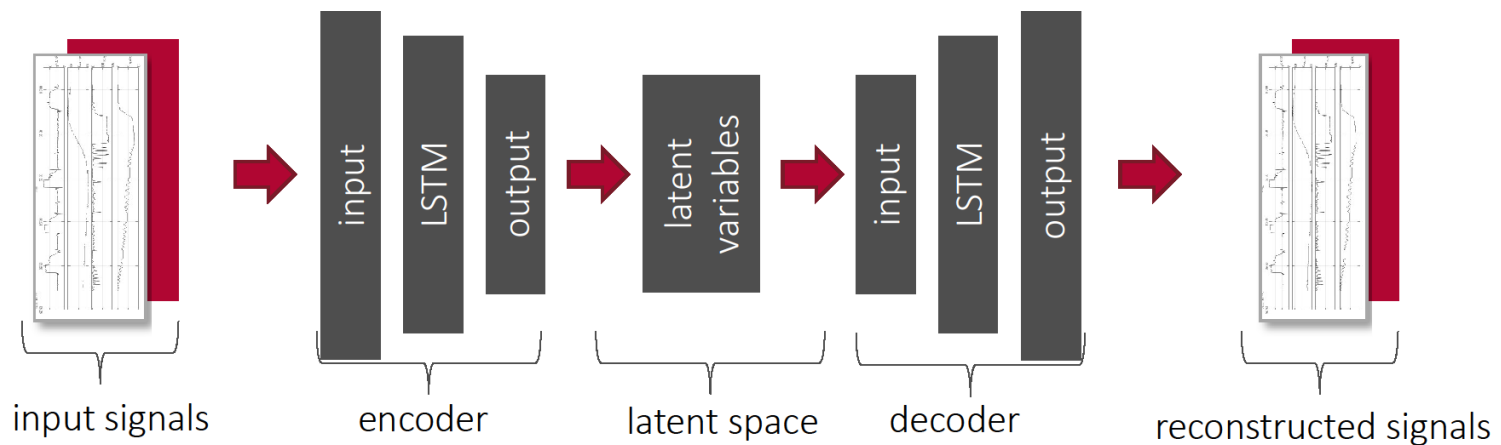 input
LSTM
output
latent
variables
input
LSTM
output
input signals
encoder
latent space
decoder
reconstructed signals